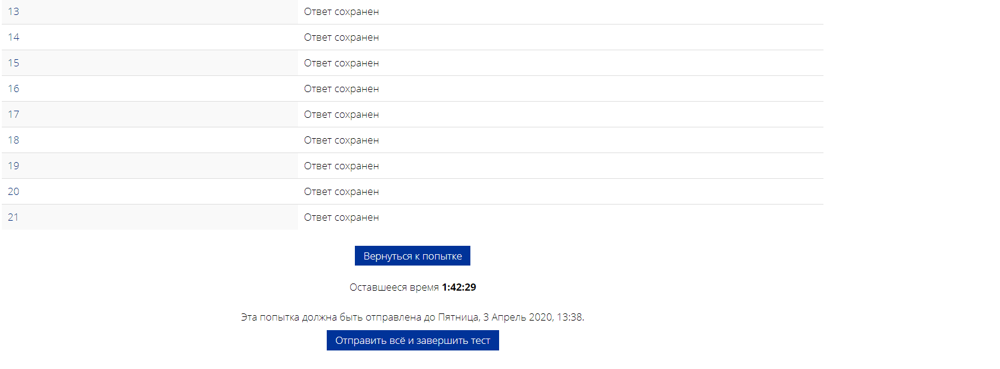 13 Ответ сохранен
14 Ответ сохранен
15 Ответ сохранен
16 Ответ сохранен
17 Ответ сохранен
18 Ответ сохранен
19 Ответ сохранен
20 Ответ сохранен
21 Ответ сохранен
Вернуться к попытке
Оставшееся время 1:42:29
Эта попытка должна быть отправлена до Пятница, 3 Апрель 2020, 13:38.
Отправить всё и завершить тест